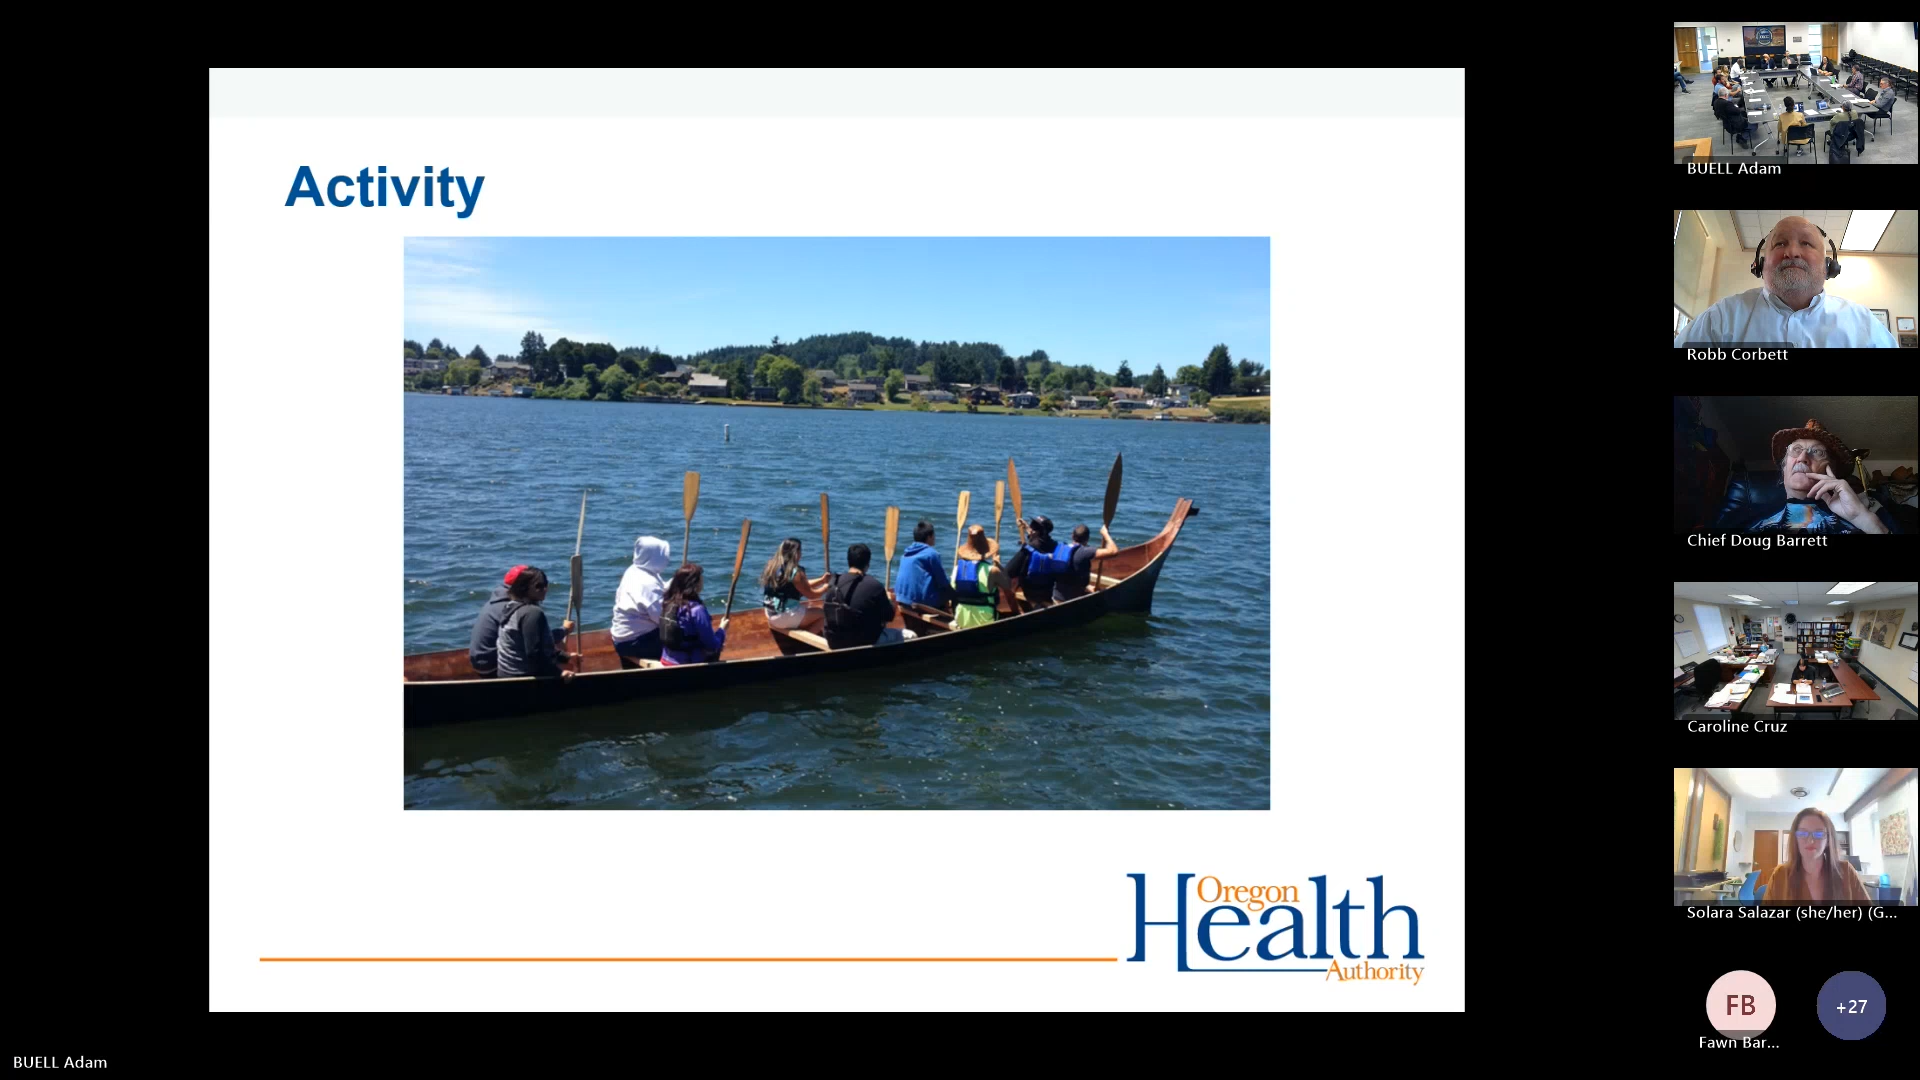 Activity
Oregon
Health
Authority
BUELL Adam
Robb Corbett
Chief Doug Barrett
Caroline Cruz
Solara Salazar (she/her) (G...
FB
+27
Fawn Bar...
BUELL Adam